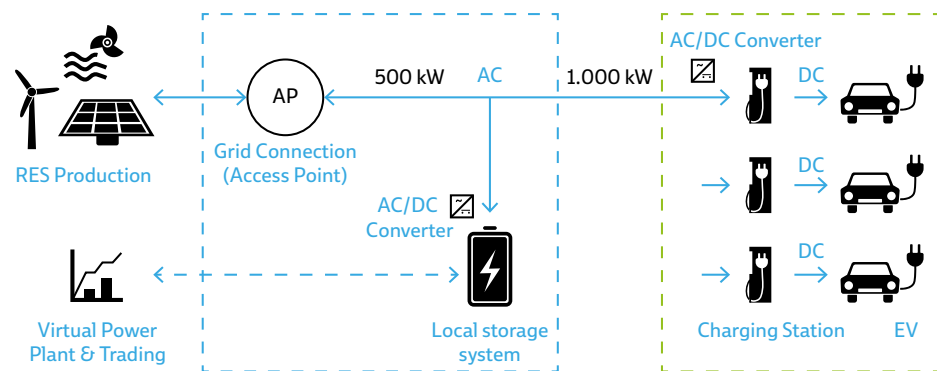 AC/DC Converter
500 kW
AC
1.000 kW
DC
AP
RES Production
Grid Connection
(Access Point)
DC
AC/DC
Converter
DC
Virtual Power
Plant & Trading
Local storage
system
Charging Station
EV